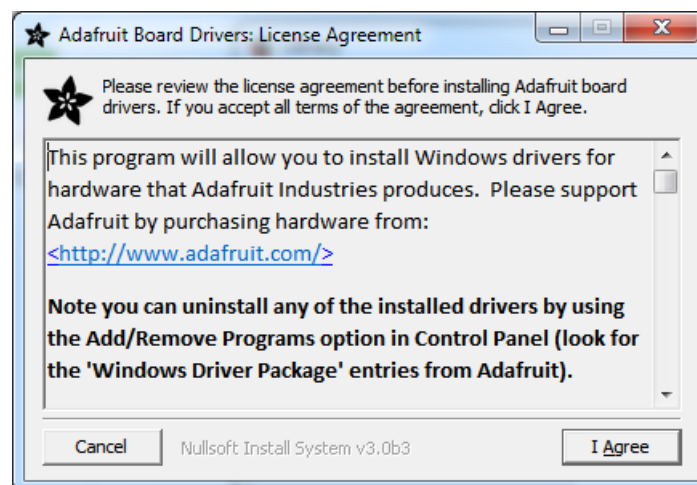 Adafruit Board Drivers: License Agreement
Please review the license agreement before installing Adafruit board
drivers. If you accept all terms of the agreement, click I Agree.
This program will allow you to install Windows drivers for
hardware that Adafruit Industries produces.  Please support
Adafruit by purchasing hardware from:
<http://www.adafruit.com/>
Note you can uninstall any of the installed drivers by using
the Add/Remove Programs option in Control Panel (look for
the 'Windows Driver Package' entries from Adafruit).
Cancel
Nullsoft Install System v3.0b3
I Agree